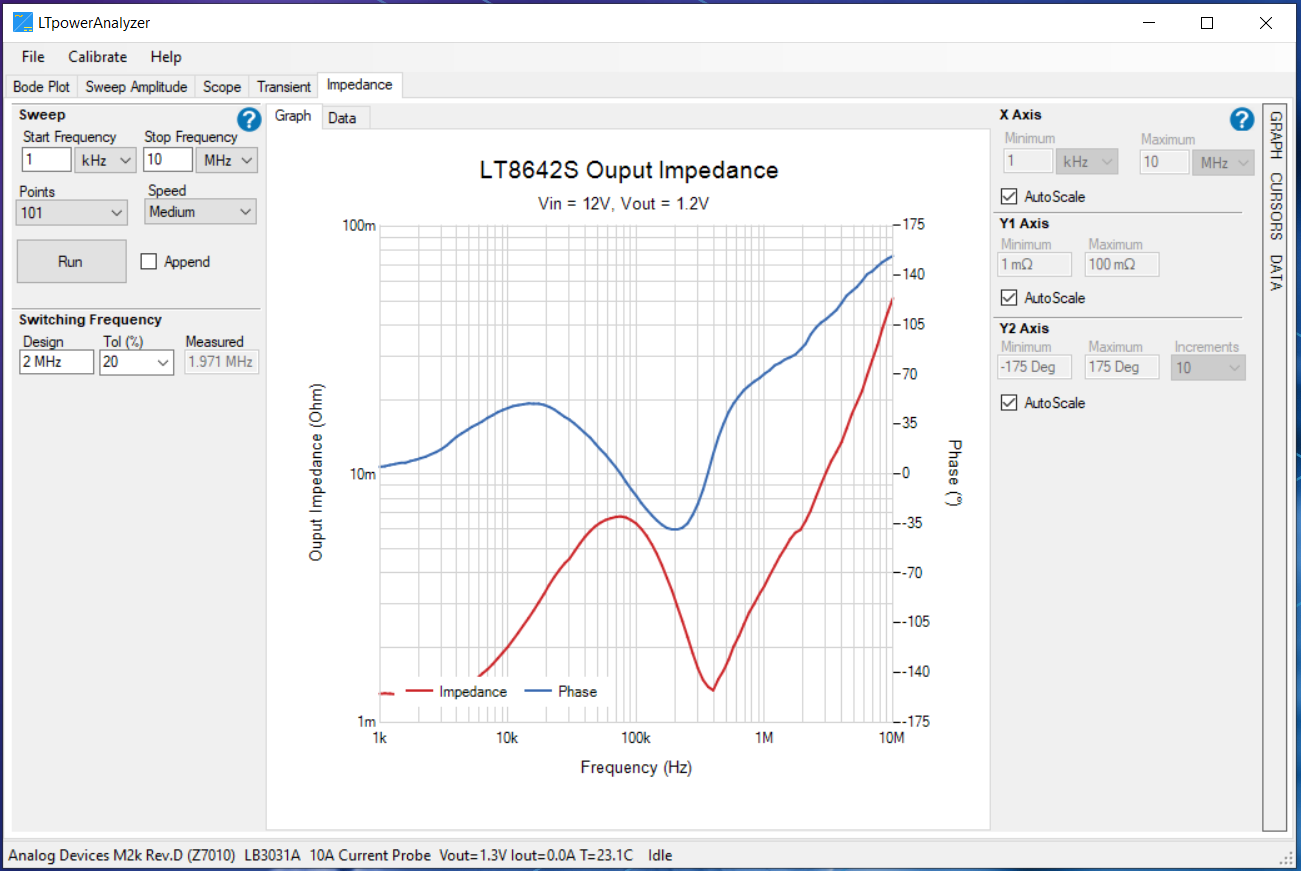 LTpowerAnalyzer
File Calibrate Help
Bode Plot Sweep Amplitude Scope Transient Impedance
Sweep
?
Start Frequency Stop Frequency
1 kHz 10 MHz
Points Speed
101 Medium
Run Append
Switching Frequency
Design Tol (%) Measured
2 MHz 20 1.971 MHz
Graph Data
LT8642S Ouput Impedance
Vin = 12V, Vout = 1.2V
100m
10m
1m
Ouput Impedance (Ohm)
175
140
105
70
35
0
-35
-70
-105
-140
-175
Phase (°)
Impedance Phase
1k 10k 100k 1M 10M
Frequency (Hz)
X Axis
?
Minimum Maximum
1 kHz 10 MHz
AutoScale
Y1 Axis
Minimum Maximum
1 mΩ 100 mΩ
AutoScale
Y2 Axis
Minimum Maximum Increments
-175 Deg 175 Deg 10
AutoScale
GRAPH CURSORS DATA
Analog Devices M2k Rev.D (Z7010) LB3031A 10A Current Probe Vout=1.3V Iout=0.0A T=23.1C Idle